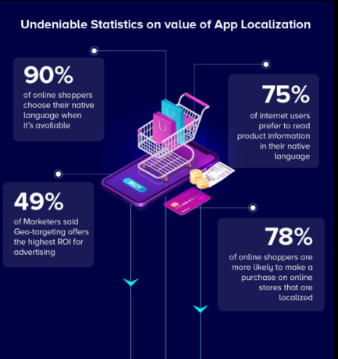 Undeniable Statistics on value of App Localization
90%
of online shoppers
choose their native
language when
it's available
75%
of internet users
prefer to read
product information
in their native
language
BUY
49%
of Marketers said
Geo-targeting offers
the highest ROI for
advertising
78%
of online shoppers are
more likely to make a
purchase on online
stores that are
localized